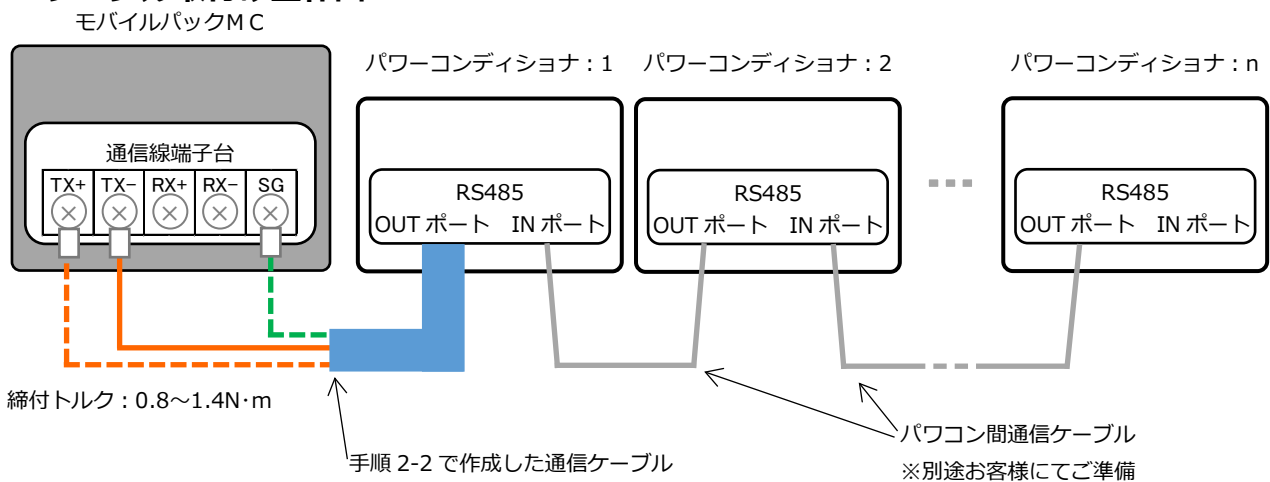 モバイルパックＭＣ
パワーコンディショナ：1
パワーコンディショナ：2
パワーコンディショナ：n
通信線端子台
TX+ TX- RX+ RX- SG
RS485
OUT ポート IN ポート
RS485
OUT ポート IN ポート
RS485
OUT ポート IN ポート
締付トルク：0.8～1.4N･m
手順 2-2 で作成した通信ケーブル
パワコン間通信ケーブル
※別途お客様にてご準備